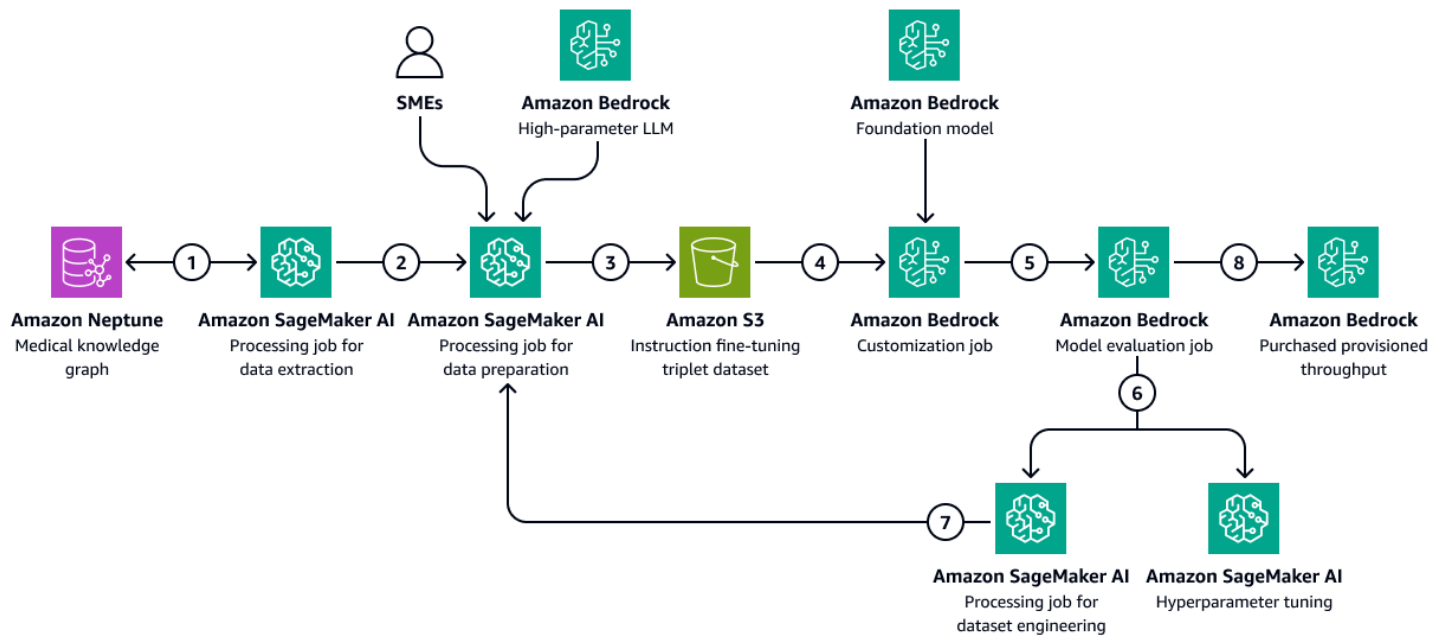 SMEs
Amazon Bedrock
High-parameter LLM
Amazon Bedrock
Foundation model
1
2
3
4
5
8
Amazon Neptune
Medical knowledge
graph
Amazon SageMaker AI
Processing job for
data extraction
Amazon SageMaker AI
Processing job for
data preparation
Amazon S3
Instruction fine-tuning
triplet dataset
Amazon Bedrock
Customization job
Amazon Bedrock
Model evaluation job
Amazon Bedrock
Purchased provisioned
throughput
6
7
Amazon SageMaker AI
Processing job for
dataset engineering
Amazon SageMaker AI
Hyperparameter tuning